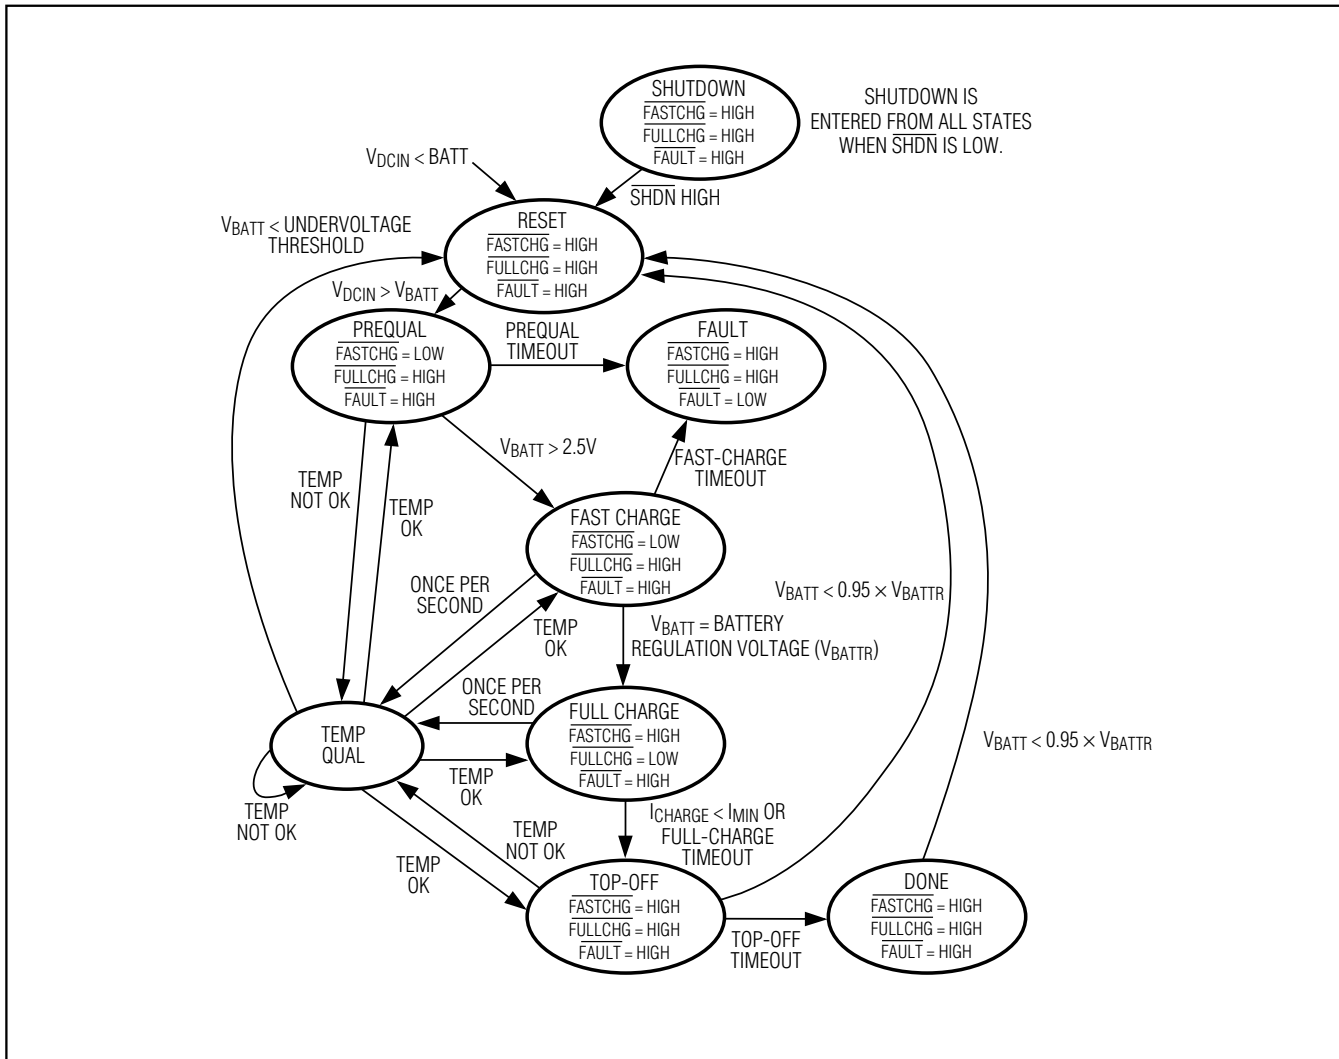 SHUTDOWN
FASTCHG = HIGH
FULLCHG = HIGH
FAULT = HIGH
SHUTDOWN IS
ENTERED FROM ALL STATES
WHEN SHDN IS LOW.
VDCIN < BATT
SHDN HIGH
RESET
FASTCHG = HIGH
FULLCHG = HIGH
FAULT = HIGH
VBATT < UNDERVOLTAGE
THRESHOLD
VDCIN > VBATT
PREQUAL
FASTCHG = LOW
FULLCHG = HIGH
FAULT = HIGH
PREQUAL
TIMEOUT
FAULT
FASTCHG = HIGH
FULLCHG = HIGH
FAULT = LOW
VBATT > 2.5V
FAST-CHARGE
TIMEOUT
TEMP
NOT OK
TEMP
OK
FAST CHARGE
FASTCHG = LOW
FULLCHG = HIGH
FAULT = HIGH
ONCE PER
SECOND
TEMP
OK
VBATT < 0.95 × VBATTR
VBATT = BATTERY
REGULATION VOLTAGE (VBATTR)
ONCE PER
SECOND
FULL CHARGE
FASTCHG = HIGH
FULLCHG = LOW
FAULT = HIGH
TEMP
QUAL
VBATT < 0.95 × VBATTR
TEMP
OK
TEMP
NOT OK
TEMP
NOT OK
ICHARGE < IMIN OR
FULL-CHARGE
TIMEOUT
TEMP
OK
TOP-OFF
FASTCHG = HIGH
FULLCHG = HIGH
FAULT = HIGH
TOP-OFF
TIMEOUT
DONE
FASTCHG = HIGH
FULLCHG = HIGH
FAULT = HIGH